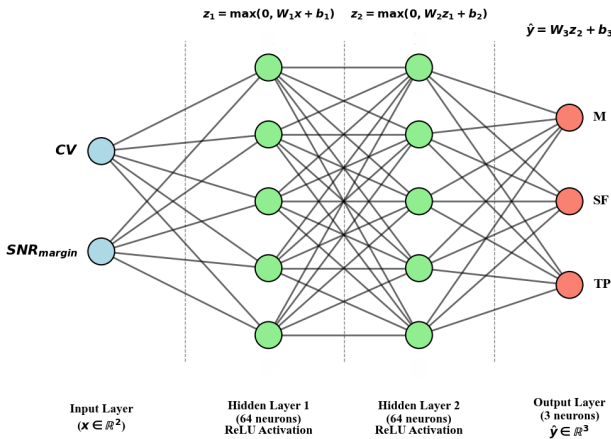 z₁ = max(0, W₁x + b₁)
z₂ = max(0, W₂z₁ + b₂)
ŷ = W₃z₂ + b₃
CV
SNRₘₐᵣgᵢₙ
M
SF
TP
Input Layer
(x ∈ ℝ²)
Hidden Layer 1
(64 neurons)
ReLU Activation
Hidden Layer 2
(64 neurons)
ReLU Activation
Output Layer
(3 neurons)
ŷ ∈ ℝ³